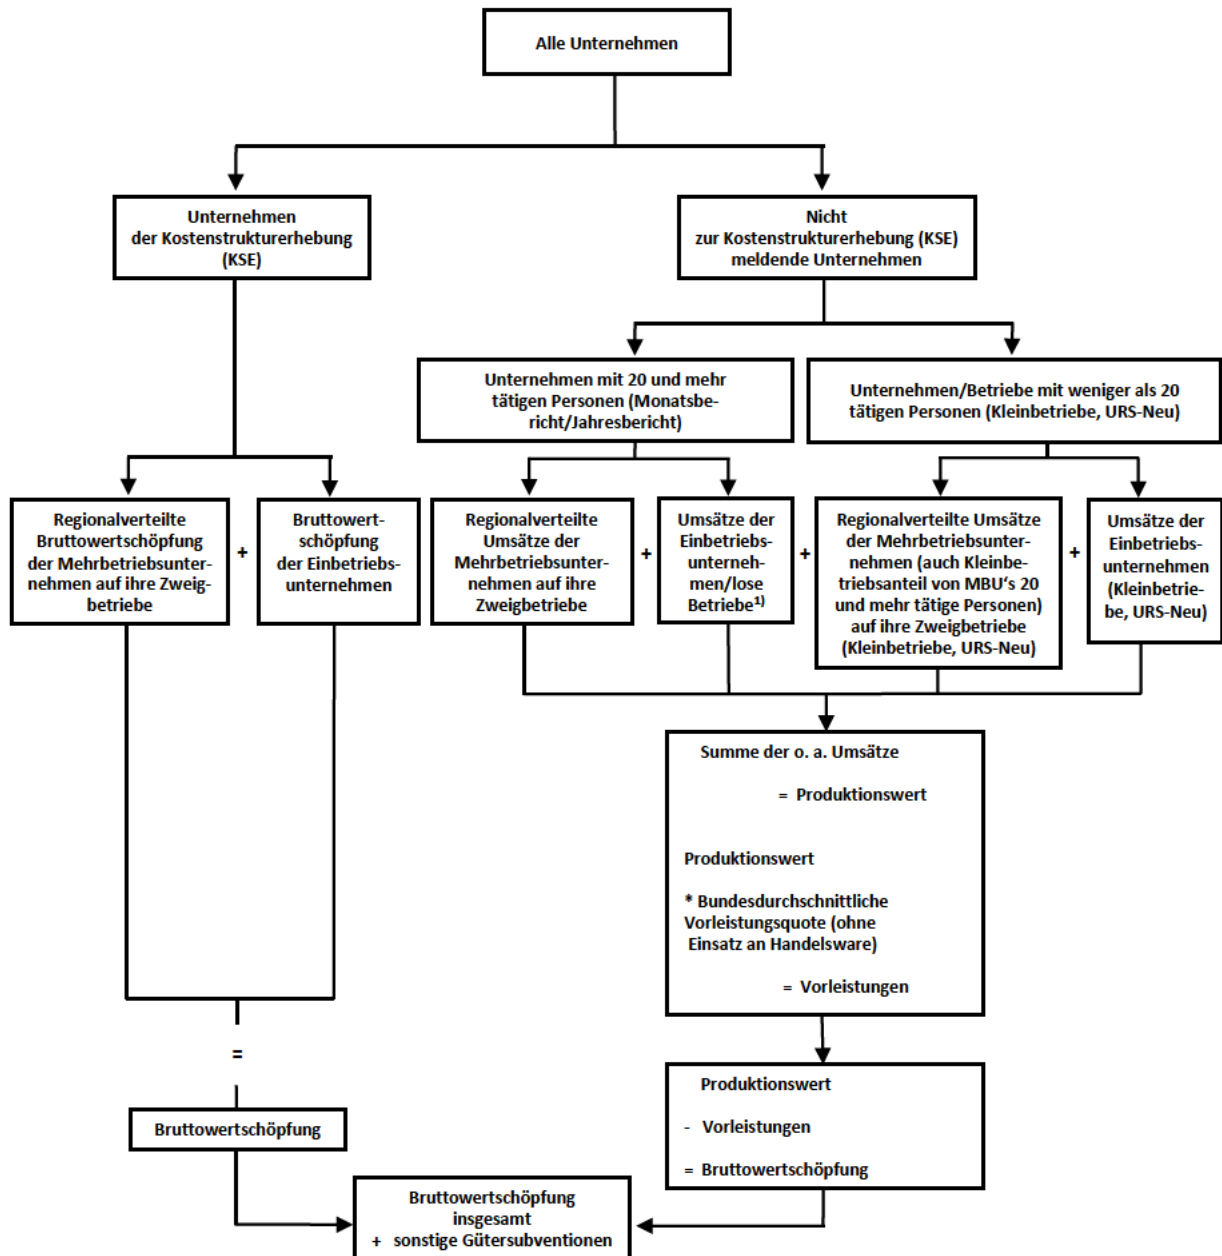 Alle Unternehmen
Unternehmen
der Kostenstrukturerhebung
(KSE)
Nicht
zur Kostenstrukturerhebung (KSE)
meldende Unternehmen
Unternehmen mit 20 und mehr
tätigen Personen (Monatsbe-
richt/Jahresbericht)
Unternehmen/Betriebe mit weniger als 20
tätigen Personen (Kleinbetriebe, URS-Neu)
Regionalverteilte
Bruttowertschöpfung
der Mehrbetriebsunter-
nehmen auf ihre Zweig-
betriebe
+
Bruttowert-
schöpfung
der Einbetriebs-
unternehmen
Regionalverteilte
Umsätze der
Mehrbetriebsunter-
nehmen auf ihre
Zweigbetriebe
+
Umsätze der
Einbetriebs-
unterneh-
men/lose
Betriebe¹⁾
+
Regionalverteilte Umsätze
der Mehrbetriebsunter-
nehmen (auch Kleinbe-
triebsanteil von MBU's 20
und mehr tätige Personen)
auf ihre Zweigbetriebe
(Kleinbetriebe, URS-Neu)
+
Umsätze der
Einbetriebs-
unternehmen
(Kleinbetrie-
be, URS-Neu)
Summe der o. a. Umsätze
= Produktionswert
Produktionswert
* Bundesdurchschnittliche
Vorleistungsquote (ohne
Einsatz an Handelsware)
= Vorleistungen
=
Bruttowertschöpfung
Produktionswert
- Vorleistungen
= Bruttowertschöpfung
Bruttowertschöpfung
insgesamt
+ sonstige Gütersubventionen